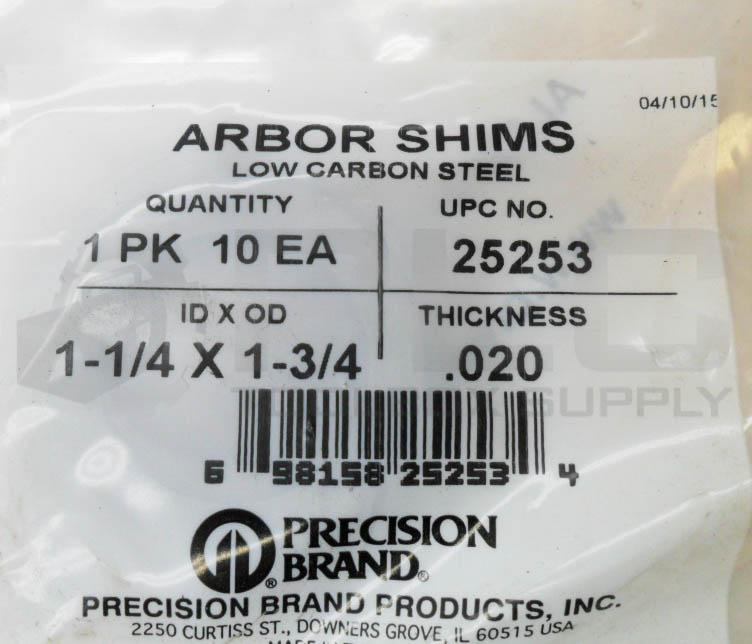 04/10/15
ARBOR SHIMS
LOW CARBON STEEL
QUANTITY UPC NO.
1 PK 10 EA 25253
ID X OD THICKNESS
1-1/4 X 1-3/4 .020
SUPPLY
6 98158 25253 4
PRECISION
BRAND®
PRECISION BRAND PRODUCTS, INC.
2250 CURTISS ST., DOWNERS GROVE, IL 60515 USA